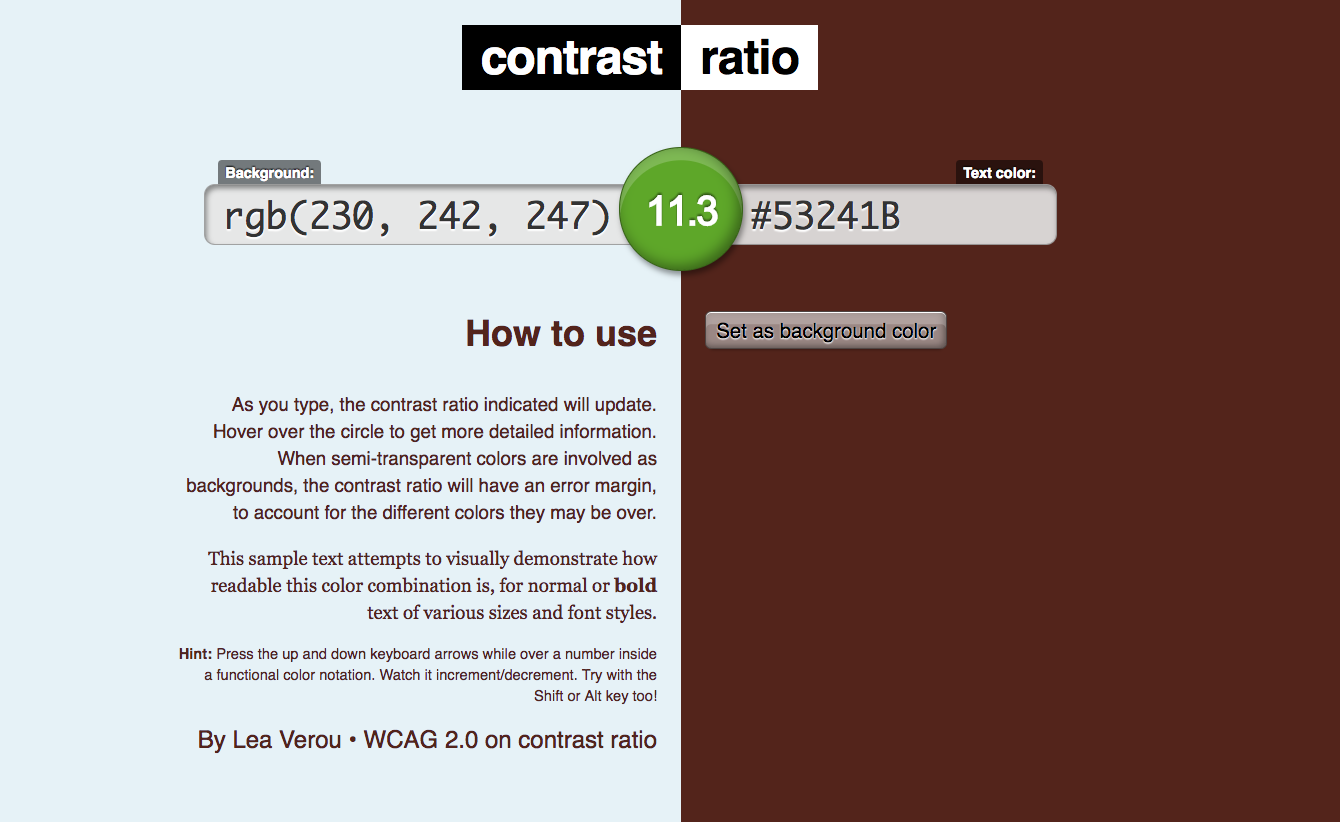 contrast ratio
Background:
Text color:
rgb(230, 242, 247)
11.3
#53241B
How to use
Set as background color
As you type, the contrast ratio indicated will update.
Hover over the circle to get more detailed information.
When semi-transparent colors are involved as
backgrounds, the contrast ratio will have an error margin,
to account for the different colors they may be over.
This sample text attempts to visually demonstrate how
readable this color combination is, for normal or bold
text of various sizes and font styles.
Hint: Press the up and down keyboard arrows while over a number inside
a functional color notation. Watch it increment/decrement. Try with the
Shift or Alt key too!
By Lea Verou • WCAG 2.0 on contrast ratio